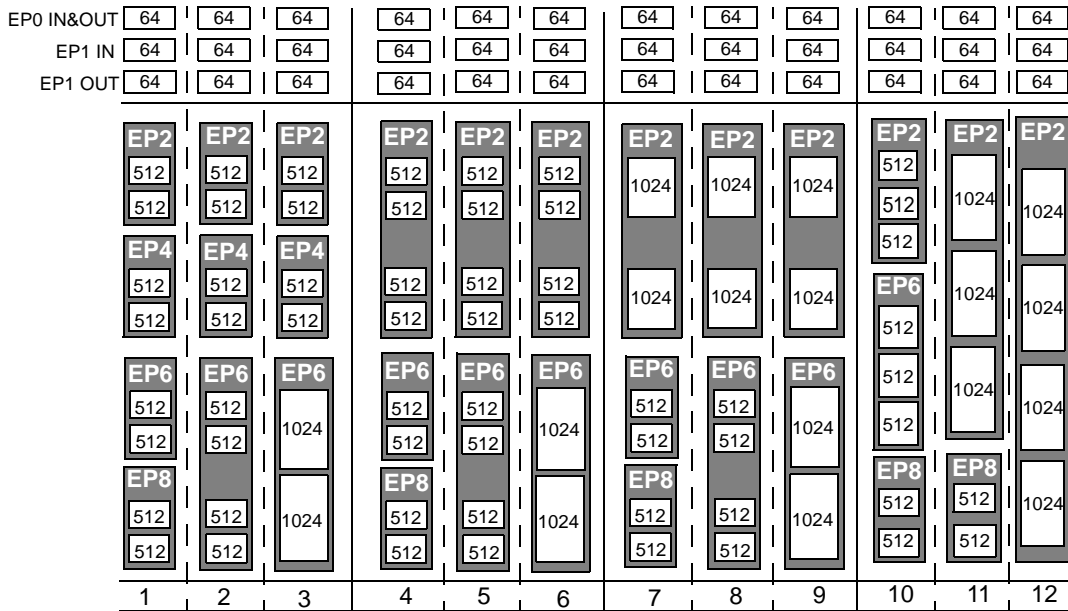 EP0 IN&OUT 64 64 64 64 64 64 64 64 64 64 64 64
EP1 IN 64 64 64 64 64 64 64 64 64 64 64 64
EP1 OUT 64 64 64 64 64 64 64 64 64 64 64 64
EP2 EP2 EP2 EP2 EP2 EP2 EP2 EP2 EP2 EP2 EP2 EP2
512 512 512 512 512 512 1024 1024 1024 512 1024 1024
512 512 512 512 512 512 512
EP4 EP4 EP4 512
512 512 512 512 512 512 1024 1024 1024 EP6 1024 1024
512 512 512 512 512 512 512
EP6 EP6 EP6 EP6 EP6 EP6 EP6 EP6 EP6 512 1024 1024
512 512 1024 512 512 1024 512 512 1024 512
512 512 512 512 512 512
EP8 EP8 EP8 EP8 EP8
512 512 1024 512 512 1024 512 512 1024 512 512 1024
512 512 512 512 512 512 512 512
1 2 3 4 5 6 7 8 9 10 11 12